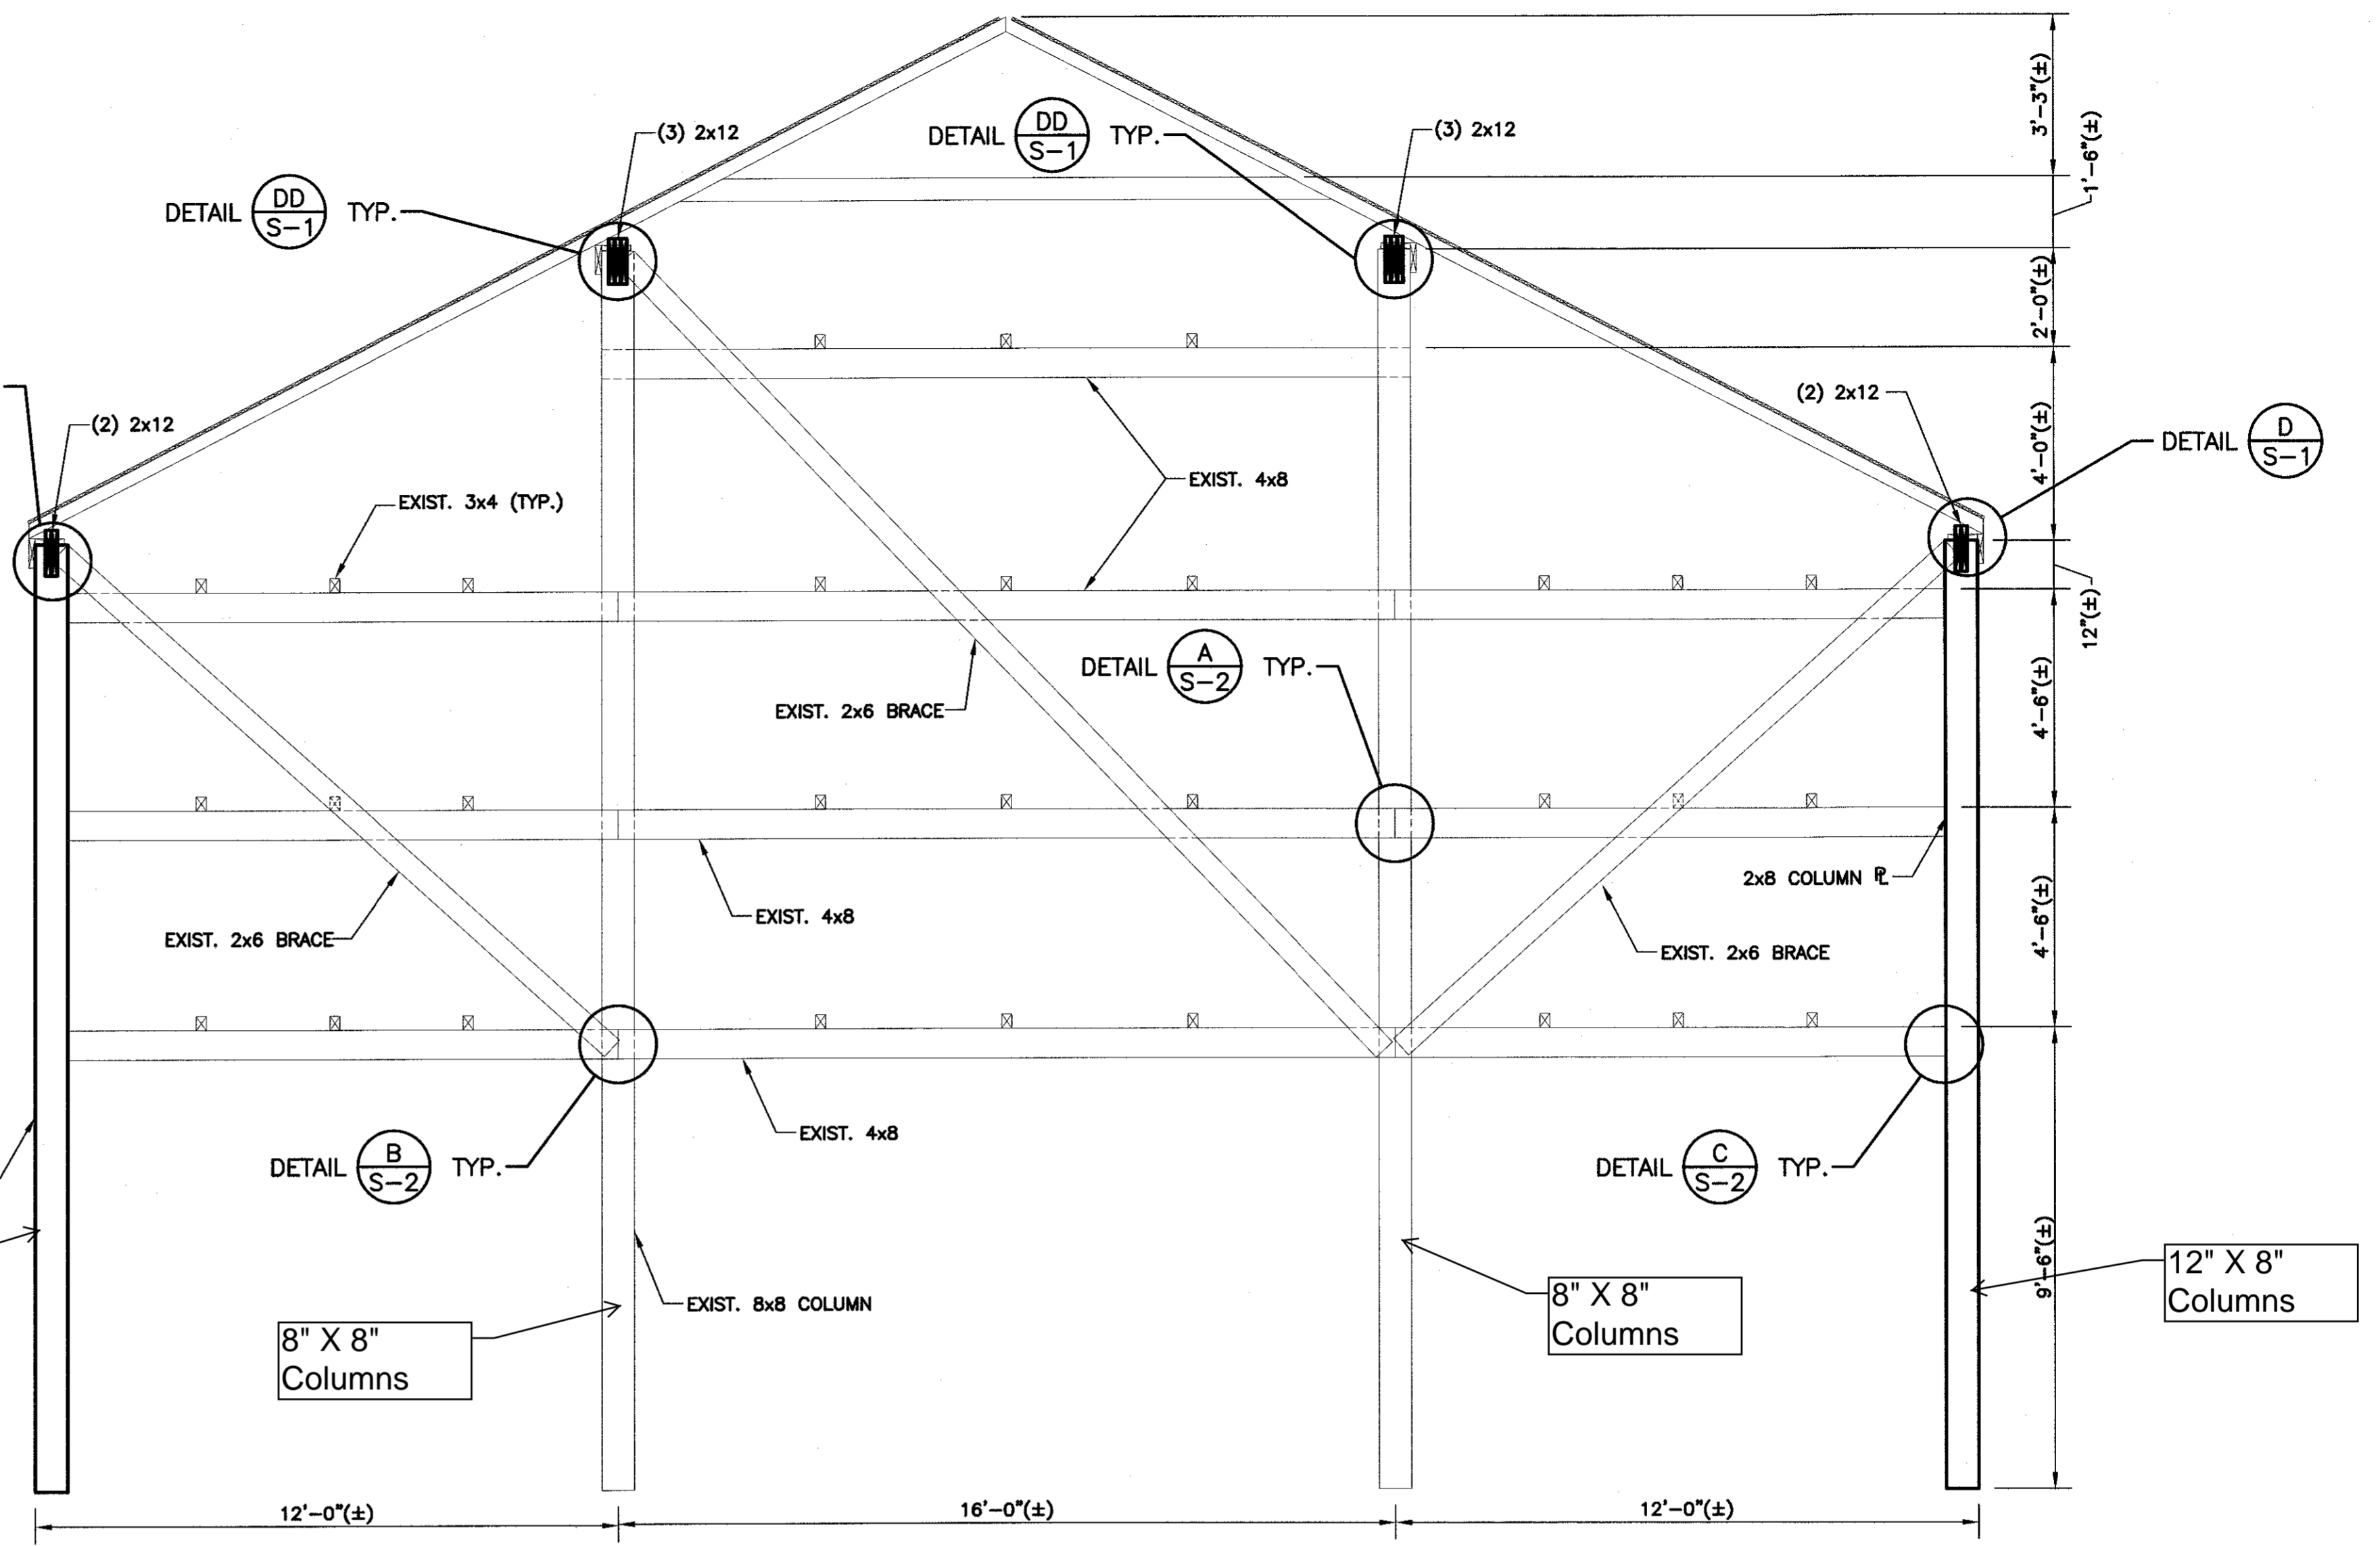 3'-3"(±)
1'-6"(±)
(3) 2x12
DETAIL DD S-1 TYP.
(3) 2x12
DETAIL DD S-1 TYP.
2'-0"(±)
(2) 2x12
(2) 2x12
4'-0"(±)
DETAIL D S-1
EXIST. 4x8
EXIST. 3x4 (TYP.)
12"(±)
DETAIL A S-2 TYP.
4'-6"(±)
EXIST. 2x6 BRACE
2x8 COLUMN PL
EXIST. 4x8
4'-6"(±)
EXIST. 2x6 BRACE
EXIST. 2x6 BRACE
EXIST. 4x8
DETAIL B S-2 TYP.
DETAIL C S-2 TYP.
9'-6"(±)
12" X 8"
Columns
8" X 8"
Columns
EXIST. 8x8 COLUMN
8" X 8"
Columns
12'-0"(±)
16'-0"(±)
12'-0"(±)